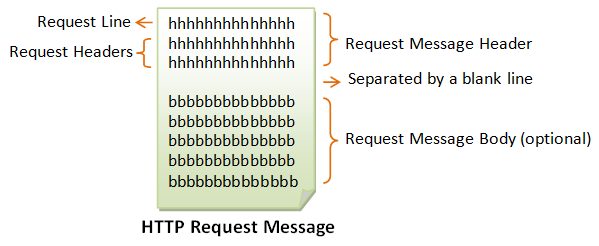 Request Line
Request Headers
hhhhhhhhhhhhhh
hhhhhhhhhhhhhh
hhhhhhhhhhhhhh
bbbbbbbbbbbbbb
bbbbbbbbbbbbbb
bbbbbbbbbbbbbb
bbbbbbbbbbbbbb
bbbbbbbbbbbbbb
Request Message Header
Separated by a blank line
Request Message Body (optional)
HTTP Request Message